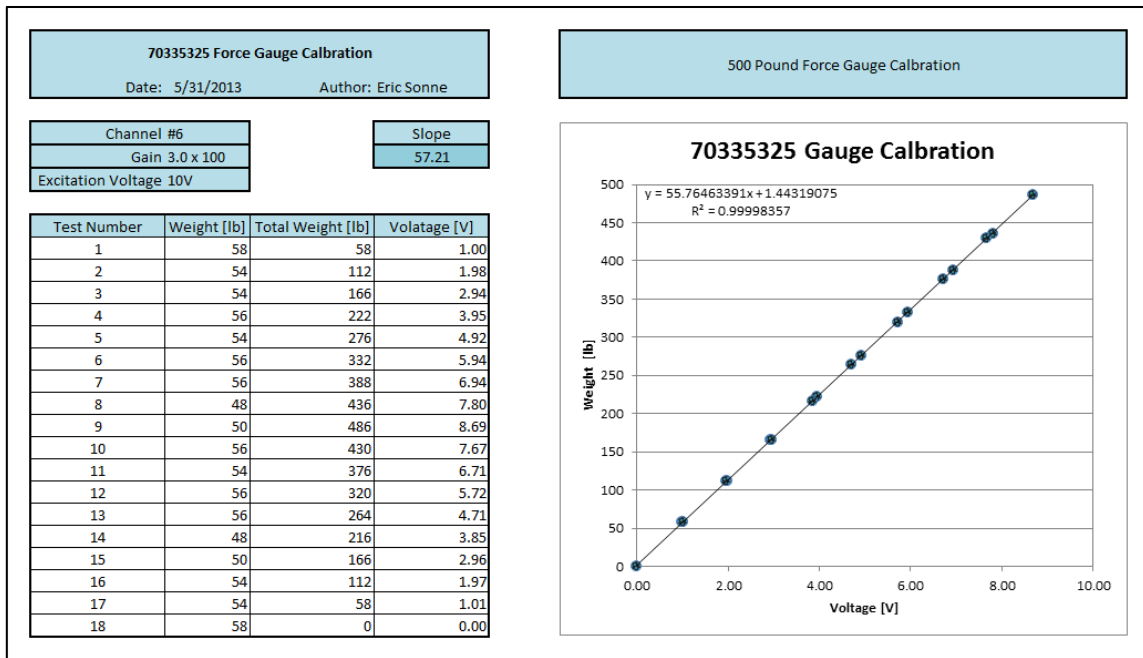 70335325 Force Gauge Calbration
Date: 5/31/2013 Author: Eric Sonne
500 Pound Force Gauge Calbration
Channel #6
Gain 3.0 x 100
Excitation Voltage 10V
Slope
57.21
Test Number Weight [lb] Total Weight [lb] Volatage [V]
1 58 58 1.00
2 54 112 1.98
3 54 166 2.94
4 56 222 3.95
5 54 276 4.92
6 56 332 5.94
7 56 388 6.94
8 48 436 7.80
9 50 486 8.69
10 56 430 7.67
11 54 376 6.71
12 56 320 5.72
13 56 264 4.71
14 48 216 3.85
15 50 166 2.96
16 54 112 1.97
17 54 58 1.01
18 58 0 0.00
70335325 Gauge Calbration
y = 55.76463391x + 1.44319075
R² = 0.99998357
500
450
400
350
300
250
200
150
100
50
0
Weight [lb]
0.00 2.00 4.00 6.00 8.00 10.00
Voltage [V]